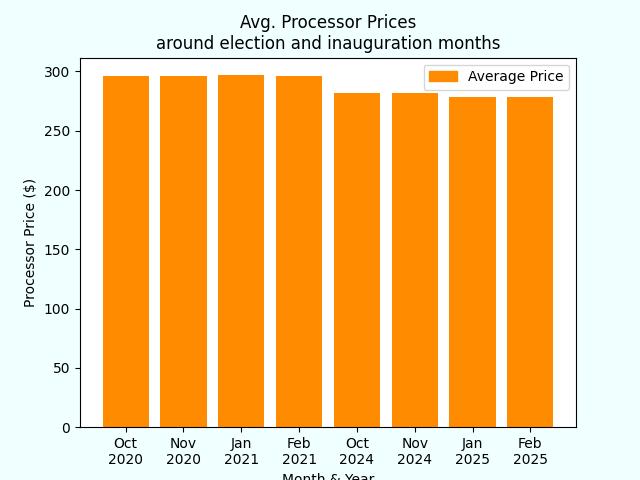 Avg. Processor Prices
around election and inauguration months
Average Price
Processor Price ($)
300
250
200
150
100
50
0
Oct
2020
Nov
2020
Jan
2021
Feb
2021
Oct
2024
Nov
2024
Jan
2025
Feb
2025
Month & Year